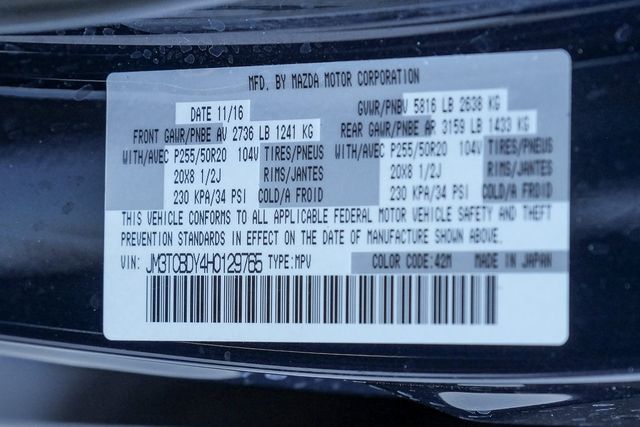 MFD. BY MAZDA MOTOR CORPORATION
DATE 11/16 GVWR/PNBV 5816 LB 2638 KG
FRONT GAWR/PNBE AV 2736 LB 1241 KG REAR GAWR/PNBE AR 3159 LB 1433 KG
WITH/AVEC P255/50R20 104V TIRES/PNEUS WITH/AVEC P255/50R20 104V TIRES/PNEUS
20X8 1/2J RIMS/JANTES 20X8 1/2J RIMS/JANTES
230 KPA/34 PSI COLD/A FROID 230 KPA/34 PSI COLD/A FROID
THIS VEHICLE CONFORMS TO ALL APPLICABLE FEDERAL MOTOR VEHICLE SAFETY AND THEFT
PREVENTION STANDARDS IN EFFECT ON THE DATE OF MANUFACTURE SHOWN ABOVE.
VIN: JM3TCBDY4H0129765 TYPE:MPV COLOR CODE:42M MADE IN JAPAN